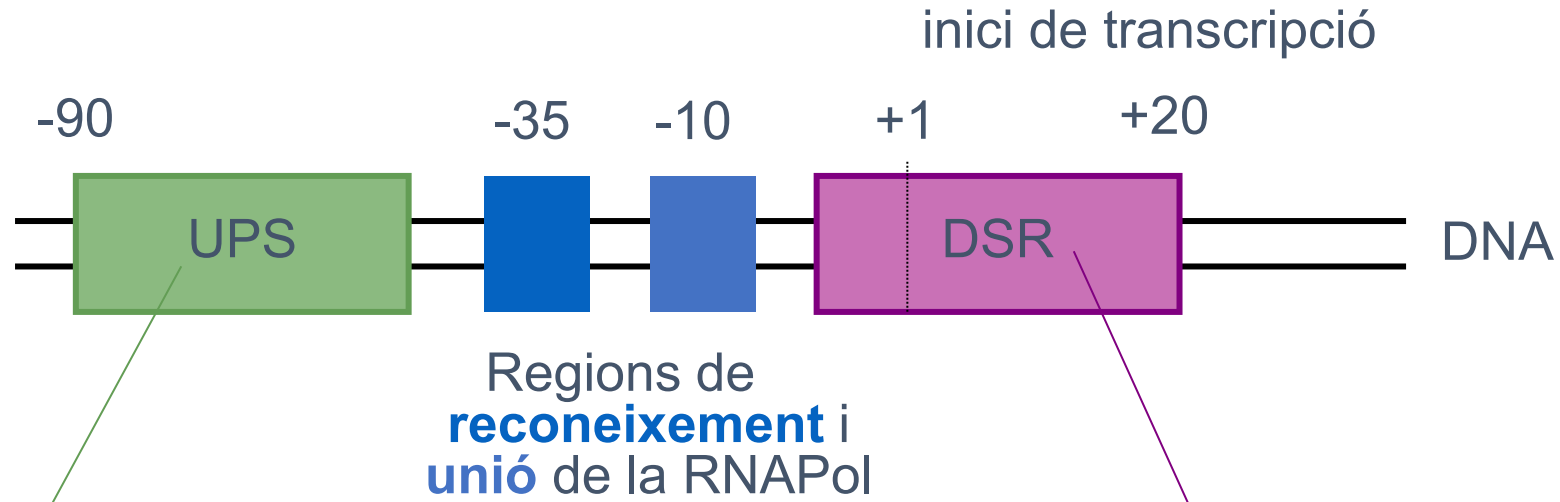 inici de transcripció
-90 -35 -10 +1 +20
UPS DSR DNA
Regions de
reconeixement i
unió de la RNAPol